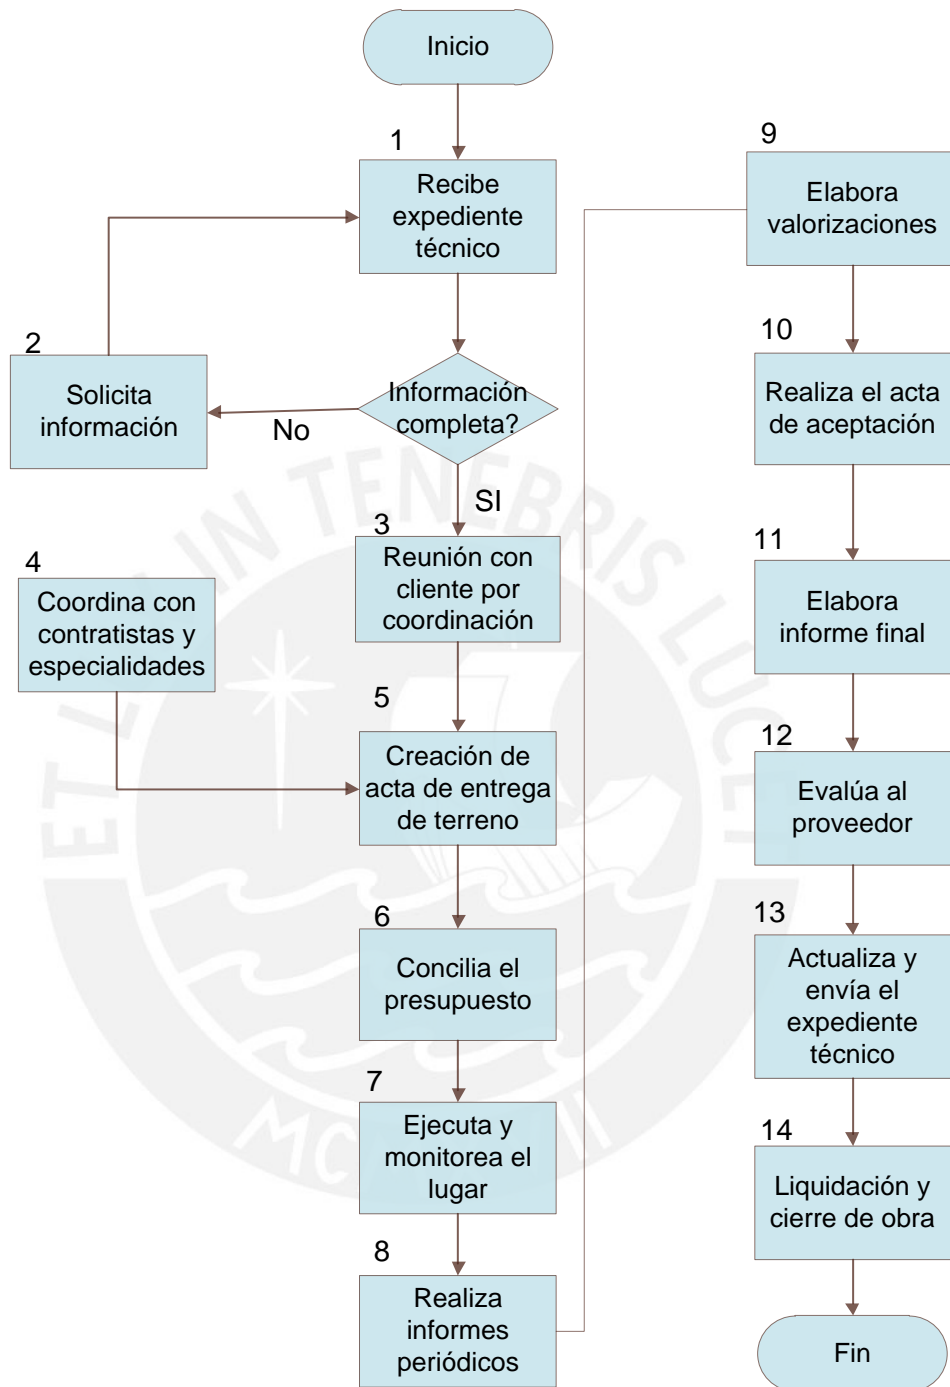 Inicio
1
Recibe
expediente
técnico
2
Solicita
información
Información
completa?
No
SI
3
Reunión con
cliente por
coordinación
4
Coordina con
contratistas y
especialidades
5
Creación de
acta de entrega
de terreno
6
Concilia el
presupuesto
7
Ejecuta y
monitorea el
lugar
8
Realiza
informes
periódicos
9
Elabora
valorizaciones
10
Realiza el acta
de aceptación
11
Elabora
informe final
12
Evalúa al
proveedor
13
Actualiza y
envía el
expediente
técnico
14
Liquidación y
cierre de obra
Fin
IN TENEBRIS